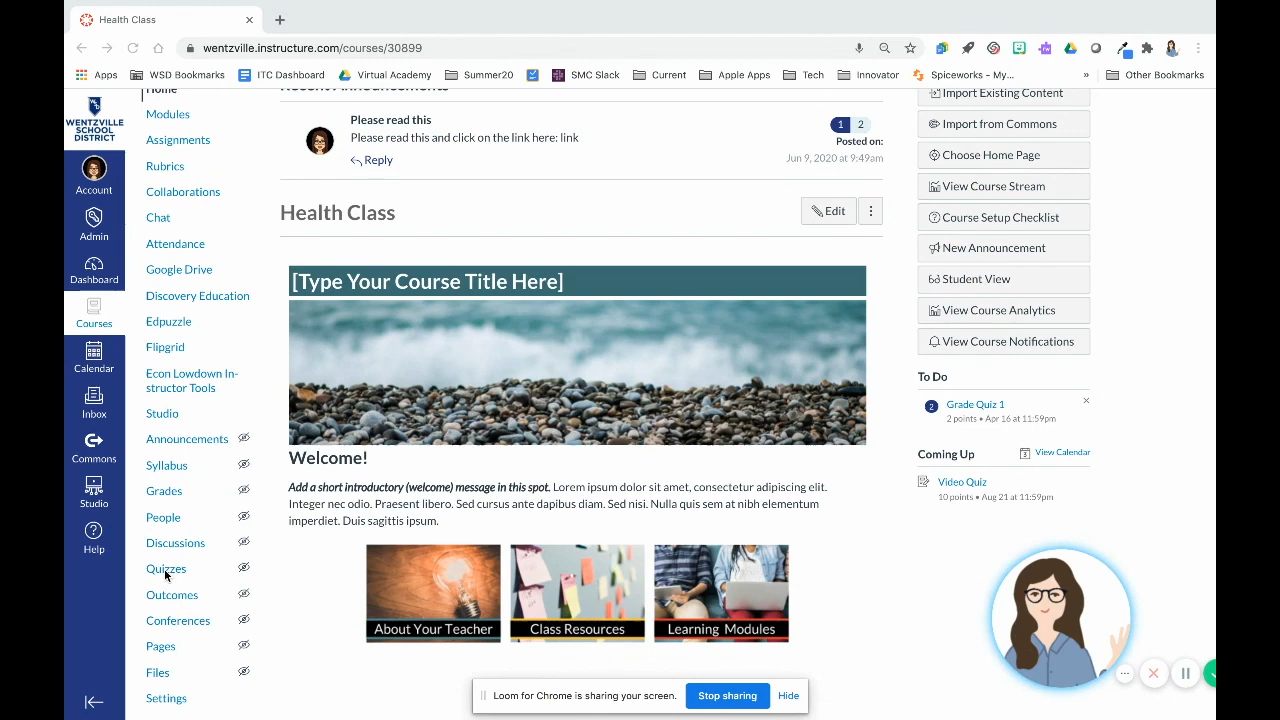 Health Class
wentzville.instructure.com/courses/30899
Apps
WSD Bookmarks
ITC Dashboard
Virtual Academy
Summer20
SMC Slack
Current
Apple Apps
Tech
Innovator
Spiceworks - My...
»
Other Bookmarks
WENTZVILLE
SCHOOL
DISTRICT
Account
Admin
Dashboard
Courses
Calendar
Inbox
Commons
Studio
Help
Home
Modules
Assignments
Rubrics
Collaborations
Chat
Attendance
Google Drive
Discovery Education
Edpuzzle
Flipgrid
Econ Lowdown In-
structor Tools
Studio
Announcements
Syllabus
Grades
People
Discussions
Quizzes
Outcomes
Conferences
Pages
Files
Settings
Recent Announcements
Please read this
Please read this and click on the link here: link
Reply
1 2
Posted on:
Jun 9, 2020 at 9:49am
Health Class
Edit
[Type Your Course Title Here]
Welcome!
Add a short introductory (welcome) message in this spot. Lorem ipsum dolor sit amet, consectetur adipiscing elit.
Integer nec odio. Praesent libero. Sed cursus ante dapibus diam. Sed nisi. Nulla quis sem at nibh elementum
imperdiet. Duis sagittis ipsum.
About Your Teacher
Class Resources
Learning Modules
Import Existing Content
Import from Commons
Choose Home Page
View Course Stream
Course Setup Checklist
New Announcement
Student View
View Course Analytics
View Course Notifications
To Do
2
Grade Quiz 1
2 points • Apr 16 at 11:59pm
Coming Up
View Calendar
Video Quiz
10 points • Aug 21 at 11:59pm
Loom for Chrome is sharing your screen.
Stop sharing
Hide